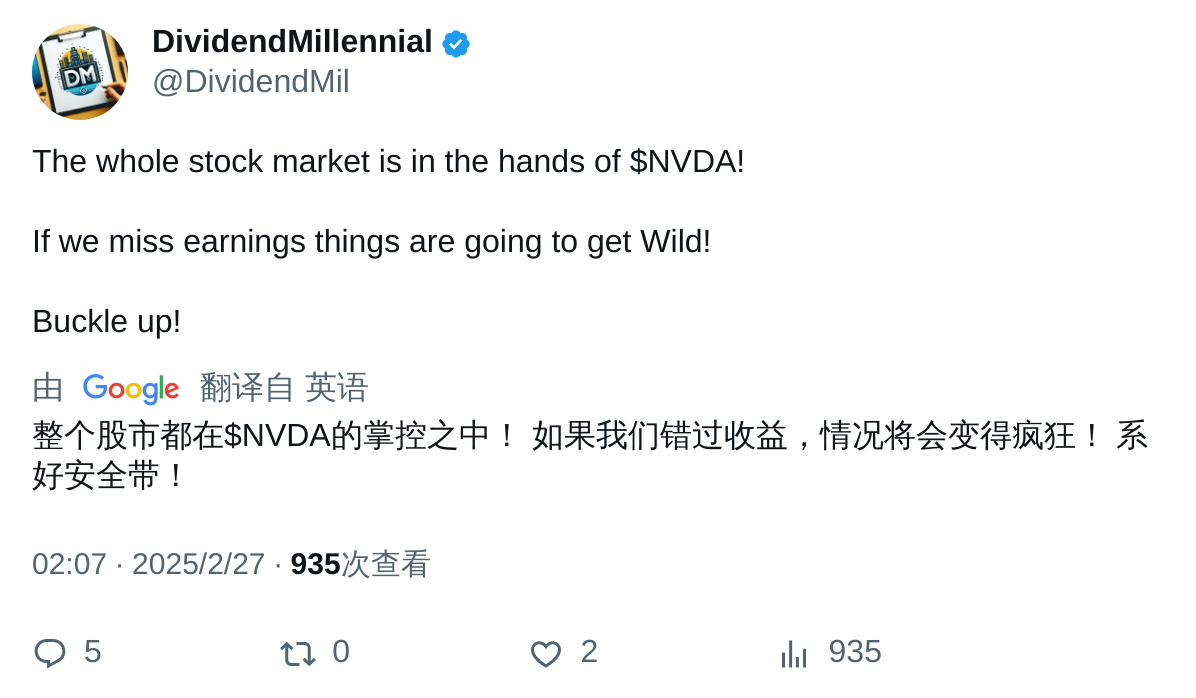 DividendMillennial
@DividendMil
The whole stock market is in the hands of $NVDA!
If we miss earnings things are going to get Wild!
Buckle up!
由 Google 翻译自 英语
整个股市都在$NVDA的掌控之中！ 如果我们错过收益，情况将会变得疯狂！ 系
好安全带！
02:07 · 2025/2/27 · 935次查看
5 0 2 935
DM